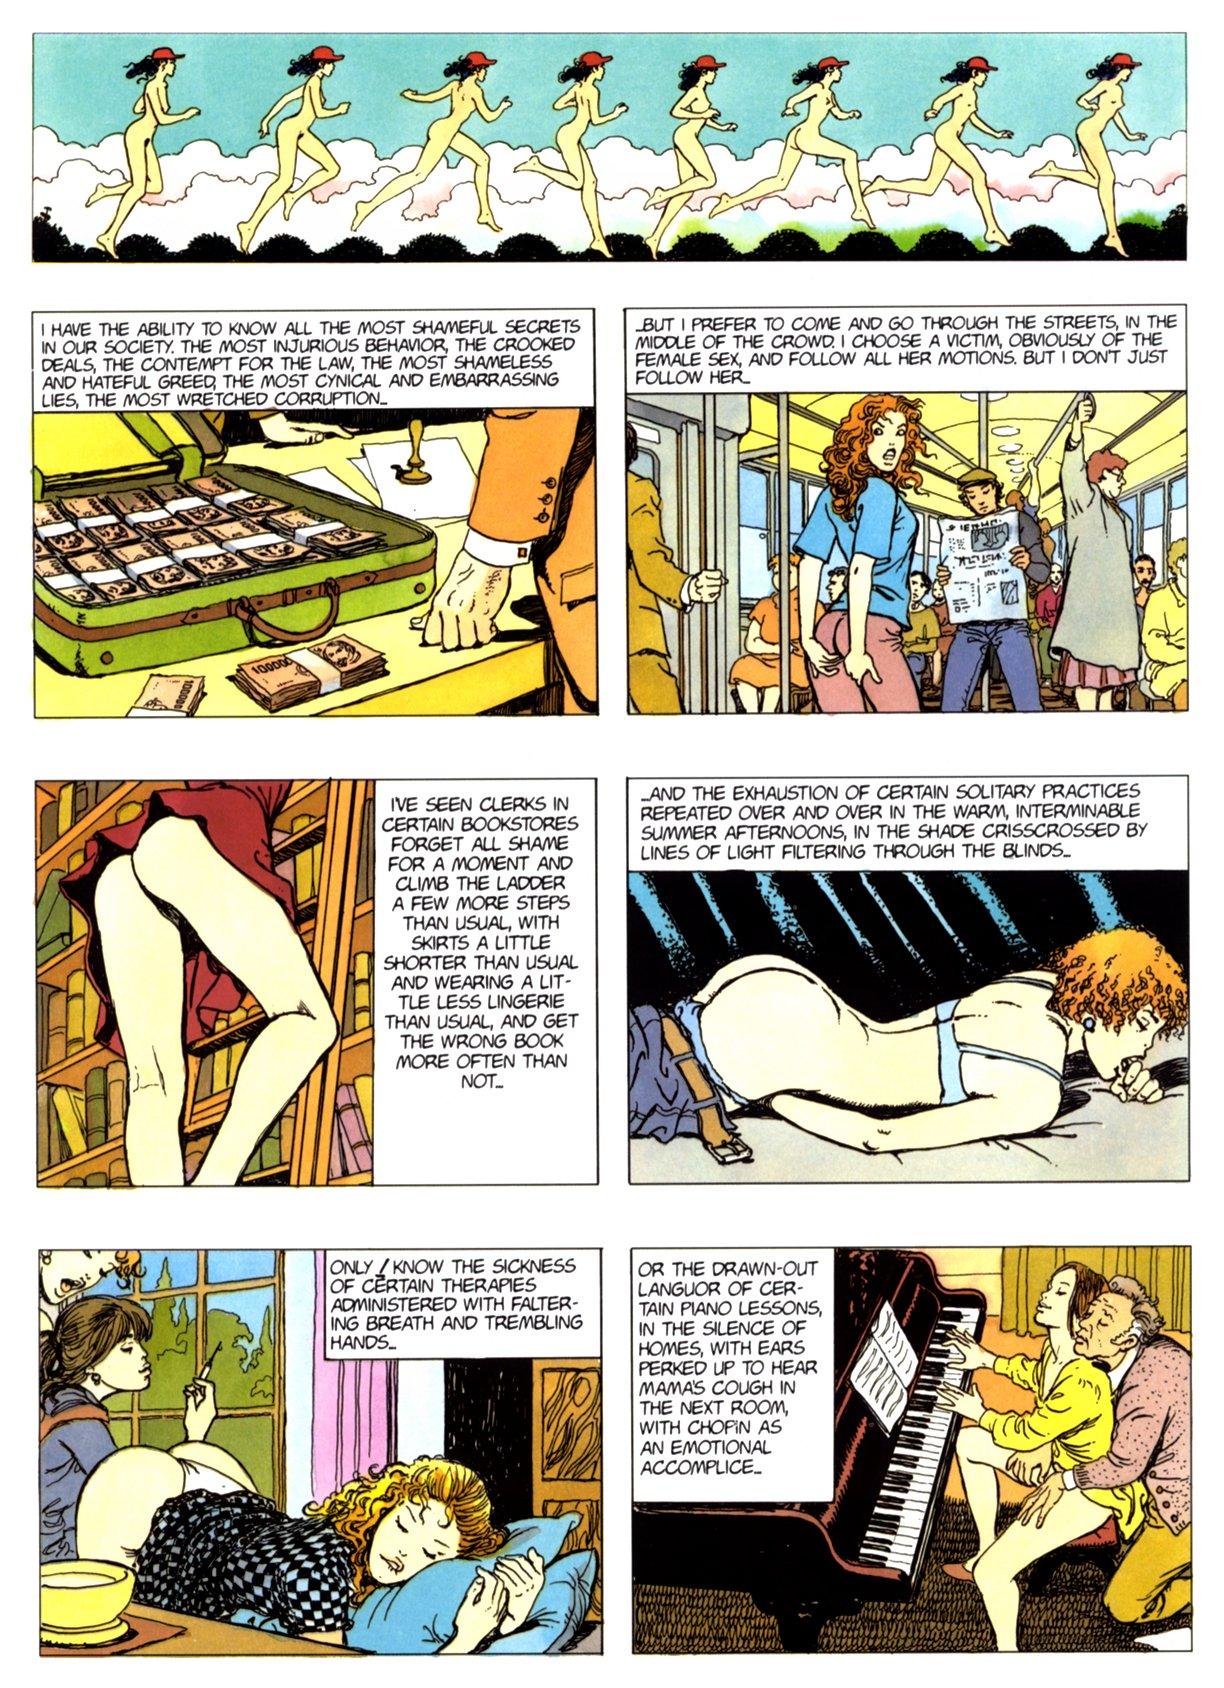 I HAVE THE ABILITY TO KNOW ALL THE MOST SHAMEFUL SECRETS
IN OUR SOCIETY. THE MOST INJURIOUS BEHAVIOR, THE CROOKED
DEALS, THE CONTEMPT FOR THE LAW, THE MOST SHAMELESS
AND HATEFUL GREED, THE MOST CYNICAL AND EMBARRASSING
LIES, THE MOST WRETCHED CORRUPTION...
100000
100000
...BUT I PREFER TO COME AND GO THROUGH THE STREETS, IN THE
MIDDLE OF THE CROWD. I CHOOSE A VICTIM, OBVIOUSLY OF THE
FEMALE SEX, AND FOLLOW ALL HER MOTIONS. BUT I DON'T JUST
FOLLOW HER...
I'VE SEEN CLERKS IN
CERTAIN BOOKSTORES
FORGET ALL SHAME
FOR A MOMENT AND
CLIMB THE LADDER
A FEW MORE STEPS
THAN USUAL, WITH
SKIRTS A LITTLE
SHORTER THAN USUAL
AND WEARING A LIT-
TLE LESS LINGERIE
THAN USUAL, AND GET
THE WRONG BOOK
MORE OFTEN THAN
NOT...
...AND THE EXHAUSTION OF CERTAIN SOLITARY PRACTICES
REPEATED OVER AND OVER IN THE WARM, INTERMINABLE
SUMMER AFTERNOONS, IN THE SHADE CRISSCROSSED BY
LINES OF LIGHT FILTERING THROUGH THE BLINDS...
ONLY I KNOW THE SICKNESS
OF CERTAIN THERAPIES
ADMINISTERED WITH FALTER-
ING BREATH AND TREMBLING
HANDS...
OR THE DRAWN-OUT
LANGUOR OF CER-
TAIN PIANO LESSONS,
IN THE SILENCE OF
HOMES, WITH EARS
PERKED UP TO HEAR
MAMA'S COUGH IN
THE NEXT ROOM,
WITH CHOPiN AS
AN EMOTIONAL
ACCOMPLICE...